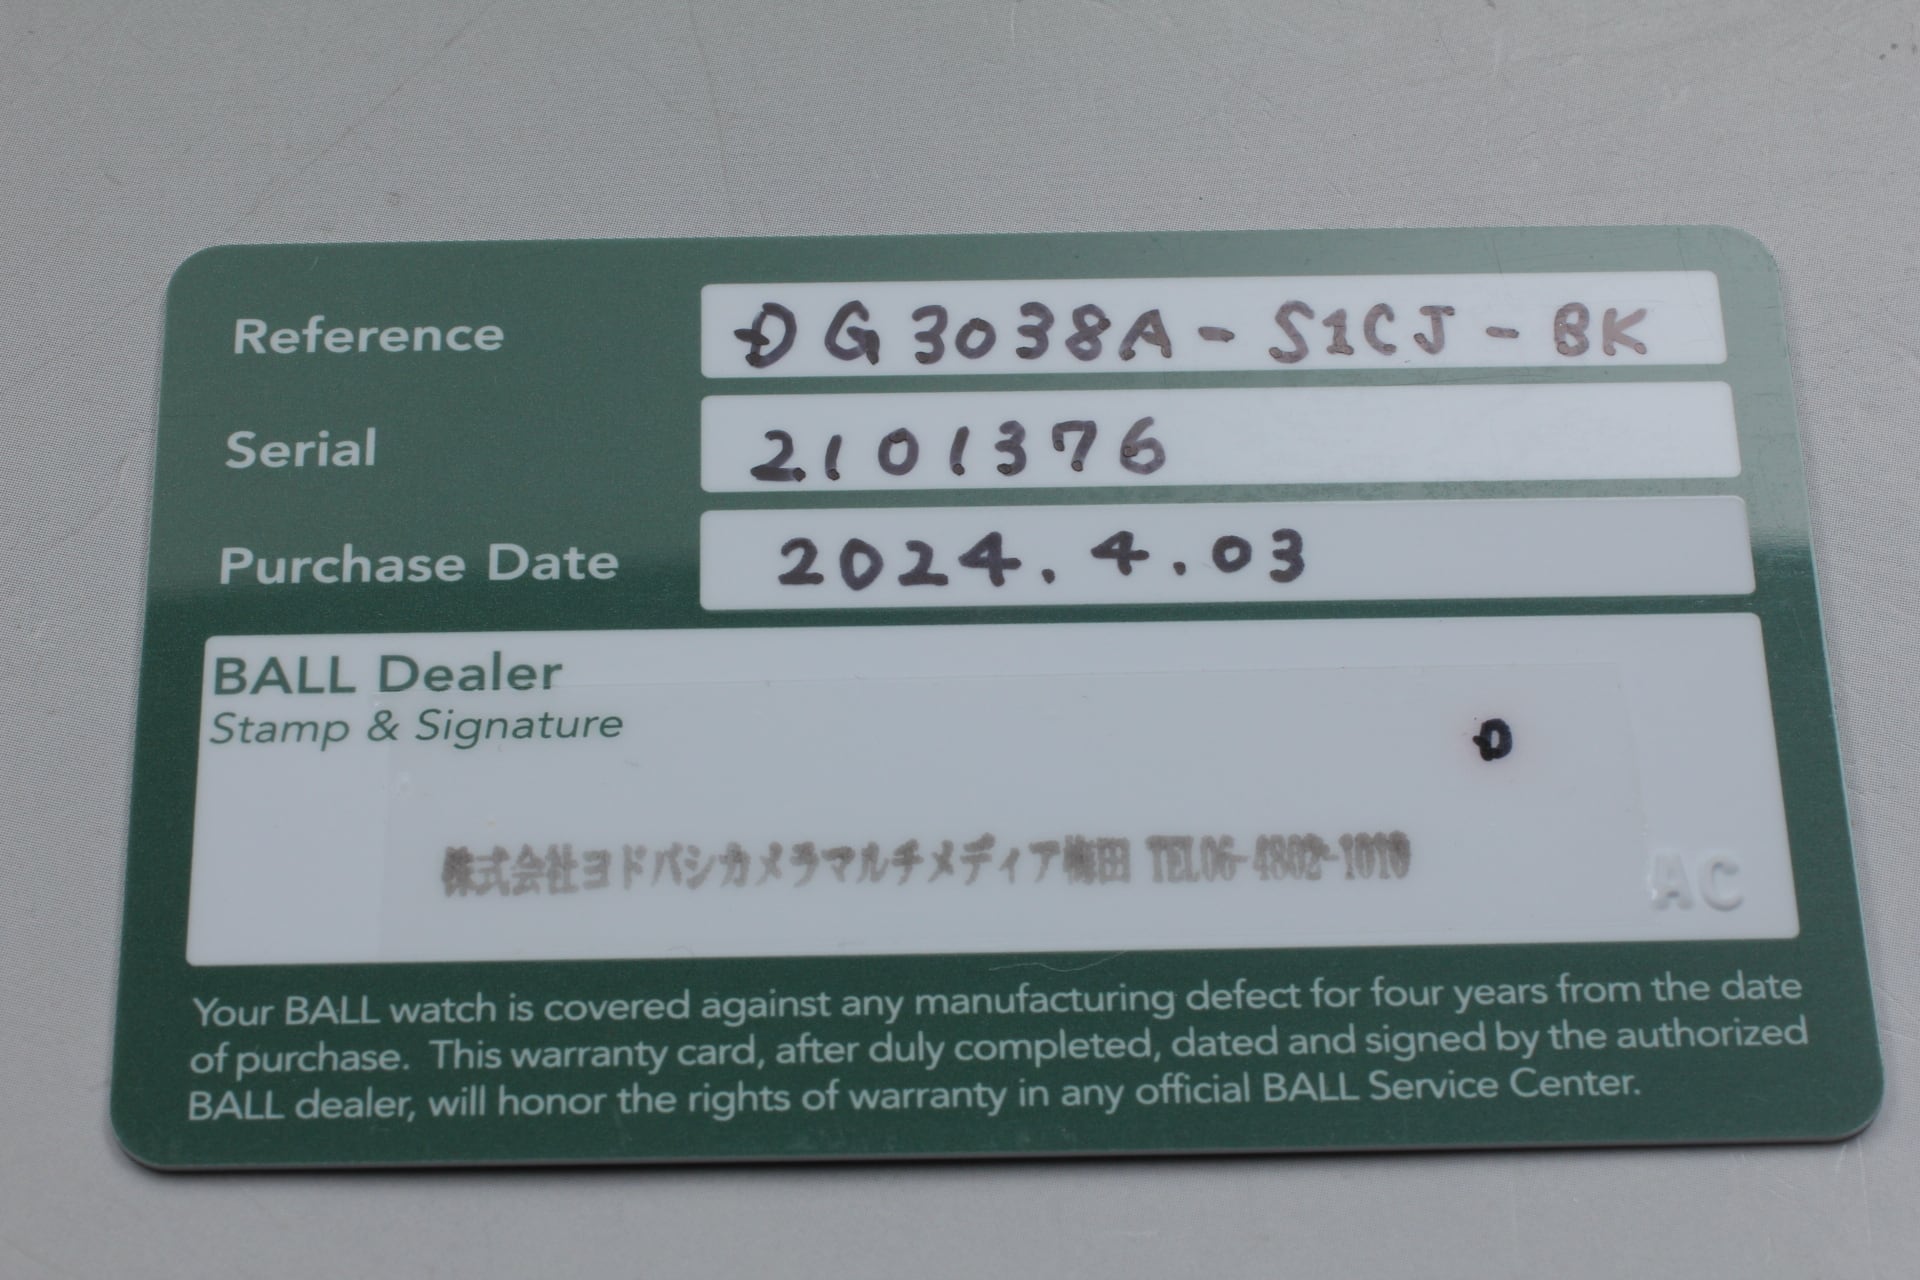 Reference DG3038A-S1CJ-BK
Serial 2101376
Purchase Date 2024.4.03
BALL Dealer
Stamp & Signature
株式会社ヨドバシカメラマルチメディア梅田 TEL06-4802-1010
AC
Your BALL watch is covered against any manufacturing defect for four years from the date
of purchase. This warranty card, after duly completed, dated and signed by the authorized
BALL dealer, will honor the rights of warranty in any official BALL Service Center.